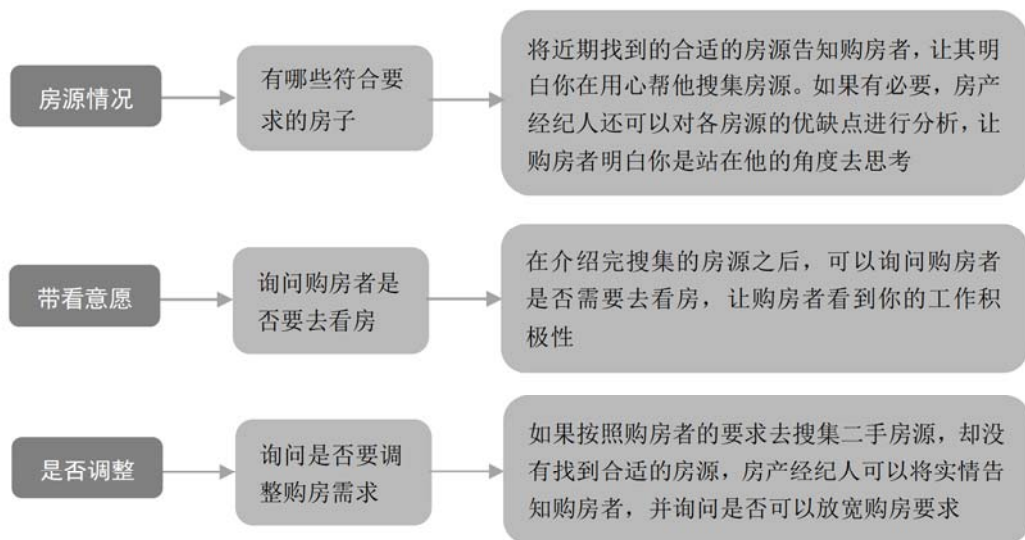 房源情况
有哪些符合要
求的房子
将近期找到的合适的房源告知购房者，让其明
白你在用心帮他搜集房源。如果有必要，房产
经纪人还可以对各房源的优缺点进行分析，让
购房者明白你是站在他的角度去思考
带看意愿
询问购房者是
否要去看房
在介绍完搜集的房源之后，可以询问购房者
是否需要去看房，让购房者看到你的工作积
极性
是否调整
询问是否要调
整购房需求
如果按照购房者的要求去搜集二手房源，却没
有找到合适的房源，房产经纪人可以将实情告
知购房者，并询问是否可以放宽购房要求